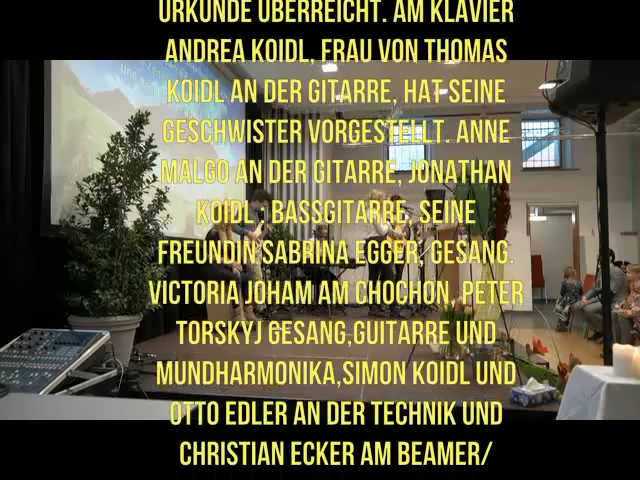 URKUNDE ÜBERREICHT. AM KLAVIER
ANDREA KOIDL, FRAU VON THOMAS
KOIDL AN DER GITARRE, HAT SEINE
GESCHWISTER VORGESTELLT. ANNE
MALGO AN DER GITARRE, JONATHAN
KOIDL : BASSGITARRE, SEINE
FREUNDIN SABRINA EGGER, GESANG.
VICTORIA JOHAM AM CHOCHON, PETER
TORSKYJ GESANG,GUITARRE UND
MUNDHARMONIKA,SIMON KOIDL UND
OTTO EDLER AN DER TECHNIK UND
CHRISTIAN ECKER AM BEAMER/